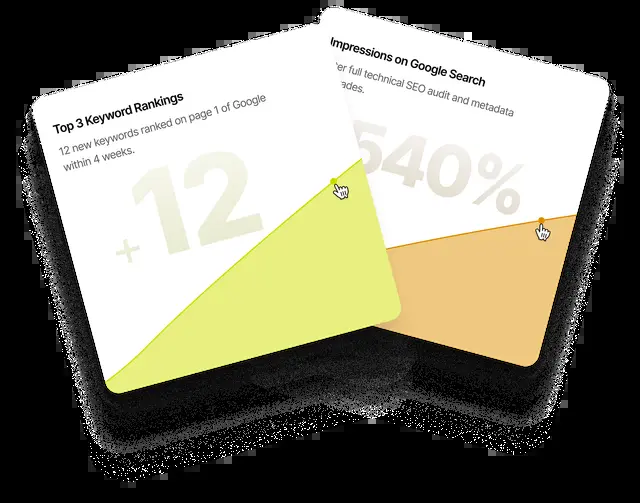 Top 3 Keyword Rankings
12 new keywords ranked on page 1 of Google
within 4 weeks.
+12
Impressions on Google Search
full technical SEO audit and metadata
540%